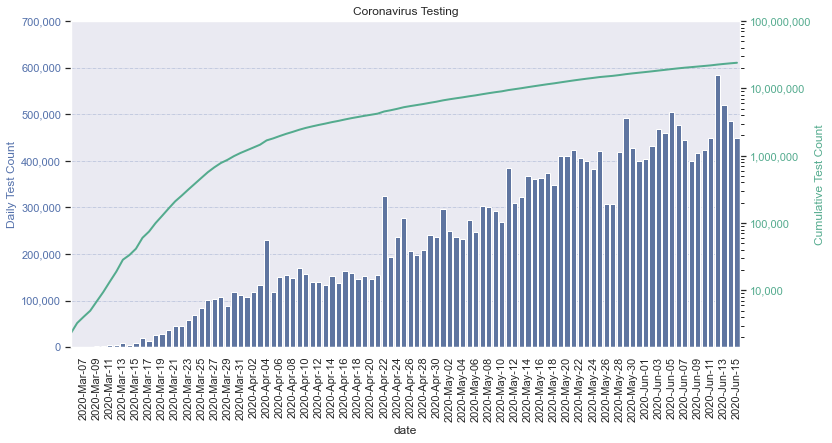 Coronavirus Testing
700,000
600,000
500,000
400,000
300,000
200,000
100,000
0
Daily Test Count
100,000,000
10,000,000
1,000,000
100,000
10,000
Cumulative Test Count
2020-Mar-07
2020-Mar-09
2020-Mar-11
2020-Mar-13
2020-Mar-15
2020-Mar-17
2020-Mar-19
2020-Mar-21
2020-Mar-23
2020-Mar-25
2020-Mar-27
2020-Mar-29
2020-Mar-31
2020-Apr-02
2020-Apr-04
2020-Apr-06
2020-Apr-08
2020-Apr-10
2020-Apr-12
2020-Apr-14
2020-Apr-16
2020-Apr-18
2020-Apr-20
2020-Apr-22
2020-Apr-24
2020-Apr-26
2020-Apr-28
2020-Apr-30
2020-May-02
2020-May-04
2020-May-06
2020-May-08
2020-May-10
2020-May-12
2020-May-14
2020-May-16
2020-May-18
2020-May-20
2020-May-22
2020-May-24
2020-May-26
2020-May-28
2020-May-30
2020-Jun-01
2020-Jun-03
2020-Jun-05
2020-Jun-07
2020-Jun-09
2020-Jun-11
2020-Jun-13
2020-Jun-15
date